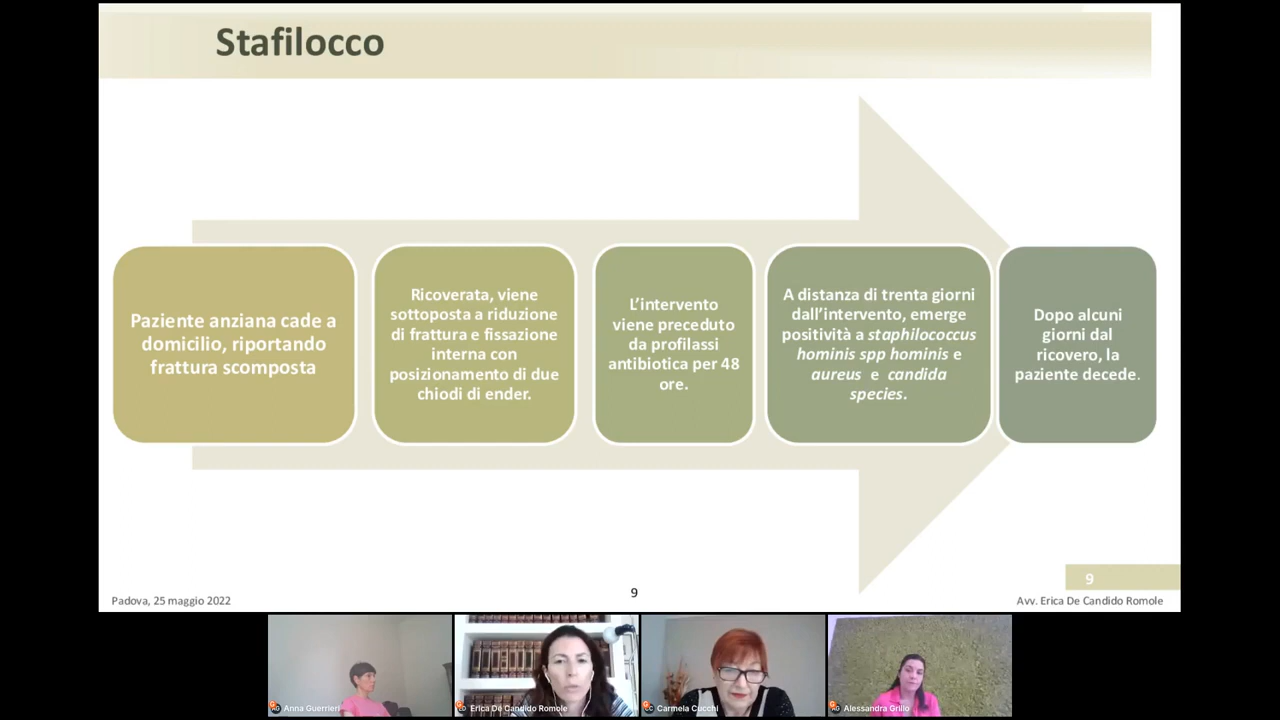 Stafilocco
Paziente anziana cade a
domicilio, riportando
frattura scomposta
Ricoverata, viene
sottoposta a riduzione
di frattura e fissazione
interna con
posizionamento di due
chiodi di ender.
L’intervento
viene preceduto
da profilassi
antibiotica per 48
ore.
A distanza di trenta giorni
dall’intervento, emerge
positività a staphilococcus
hominis spp hominis e
aureus e candida
species.
Dopo alcuni
giorni dal
ricovero, la
paziente decede.
9
Padova, 25 maggio 2022
9
Avv. Erica De Candido Romole
Anna Guerrieri
Erica De Candido Romole
CC Carmela Cucchi
Alessandra Grillo